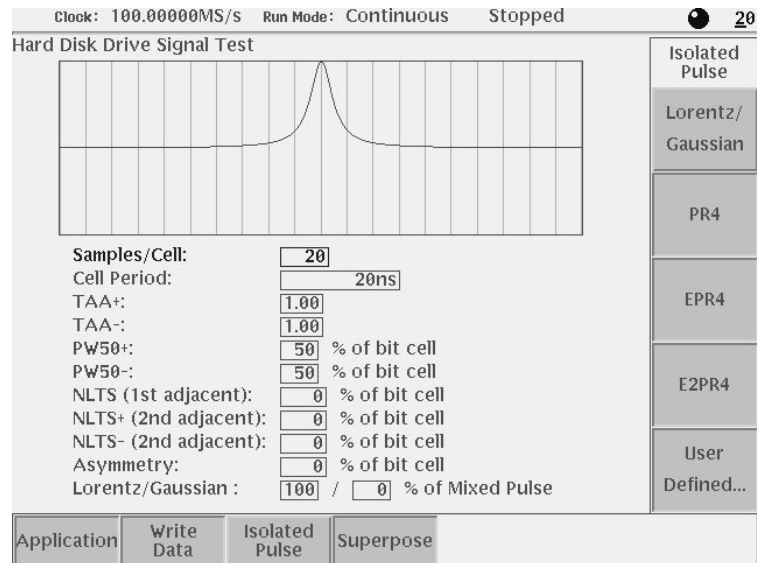 Clock: 100.00000MS/s Run Mode: Continuous Stopped 20
Hard Disk Drive Signal Test
Samples/Cell: 20
Cell Period: 20ns
TAA+: 1.00
TAA-: 1.00
PW50+: 50 % of bit cell
PW50-: 50 % of bit cell
NLTS (1st adjacent): 0 % of bit cell
NLTS+ (2nd adjacent): 0 % of bit cell
NLTS- (2nd adjacent): 0 % of bit cell
Asymmetry: 0 % of bit cell
Lorentz/Gaussian : 100 / 0 % of Mixed Pulse
Isolated
Pulse
Lorentz/
Gaussian
PR4
EPR4
E2PR4
User
Defined...
Application
Write
Data
Isolated
Pulse
Superpose